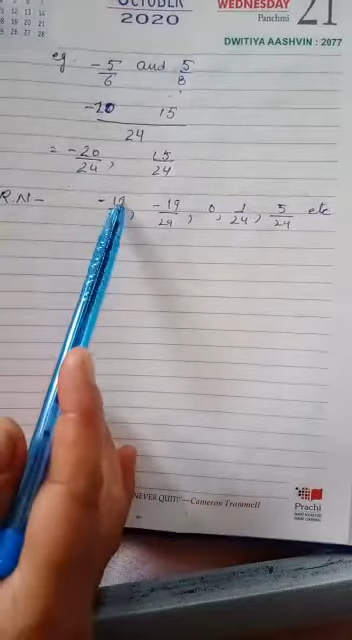 OCTOBER
2020
WEDNESDAY 21
Panchmi
DWITIYA AASHVIN : 2077
eg. -5/6 and 5/8
-20 15
24
= -20/24, 15/24
R.N- -19, -19/24, 0, 1/24, 5/24 etc
NEVER QUIT!"-Cameron Trammell
Prachi